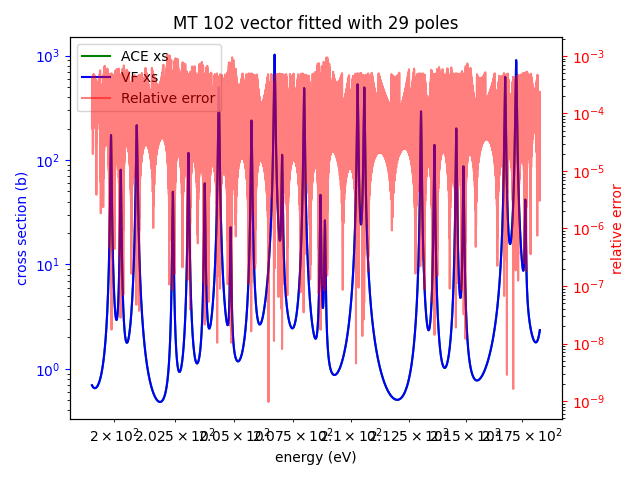 MT 102 vector fitted with 29 poles
ACE xs
VF xs
Relative error
cross section (b)
10³
10²
10¹
10⁰
relative error
10⁻³
10⁻⁴
10⁻⁵
10⁻⁶
10⁻⁷
10⁻⁸
10⁻⁹
2 × 10² 2.025 × 10² 2.05 × 10² 2.075 × 10² 2.1 × 10² 2.125 × 10² 2.15 × 10² 2.175 × 10²
energy (eV)